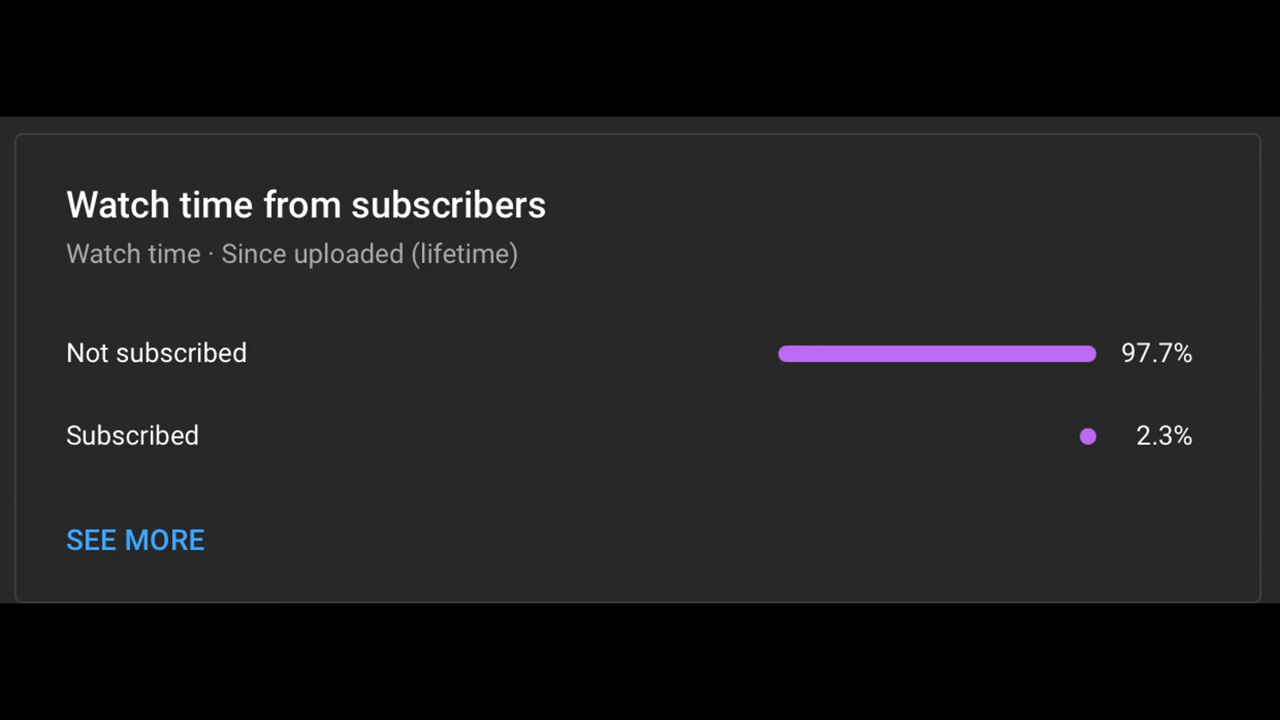 Watch time from subscribers
Watch time · Since uploaded (lifetime)
Not subscribed 97.7%
Subscribed 2.3%
SEE MORE